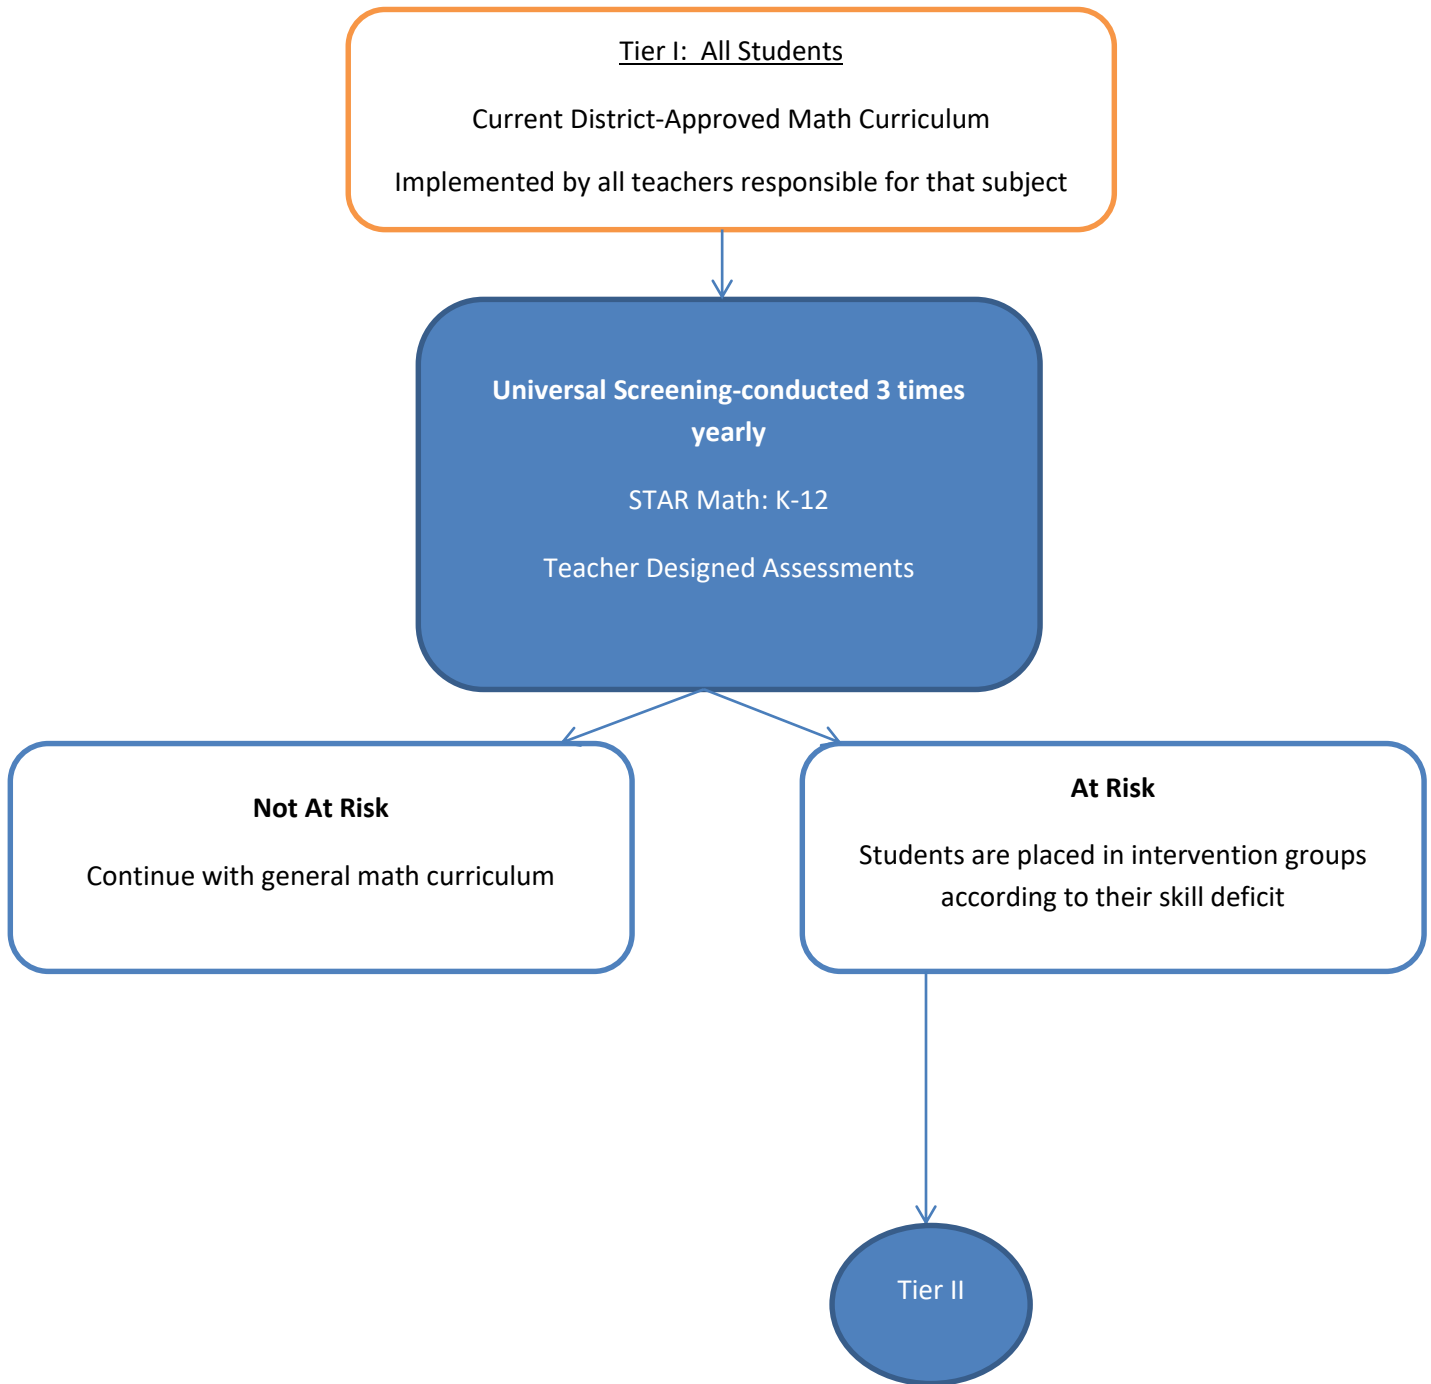 Tier I:  All Students
Current District-Approved Math Curriculum
Implemented by all teachers responsible for that subject
Universal Screening-conducted 3 times
yearly
STAR Math: K-12
Teacher Designed Assessments
Not At Risk
Continue with general math curriculum
At Risk
Students are placed in intervention groups
according to their skill deficit
Tier II